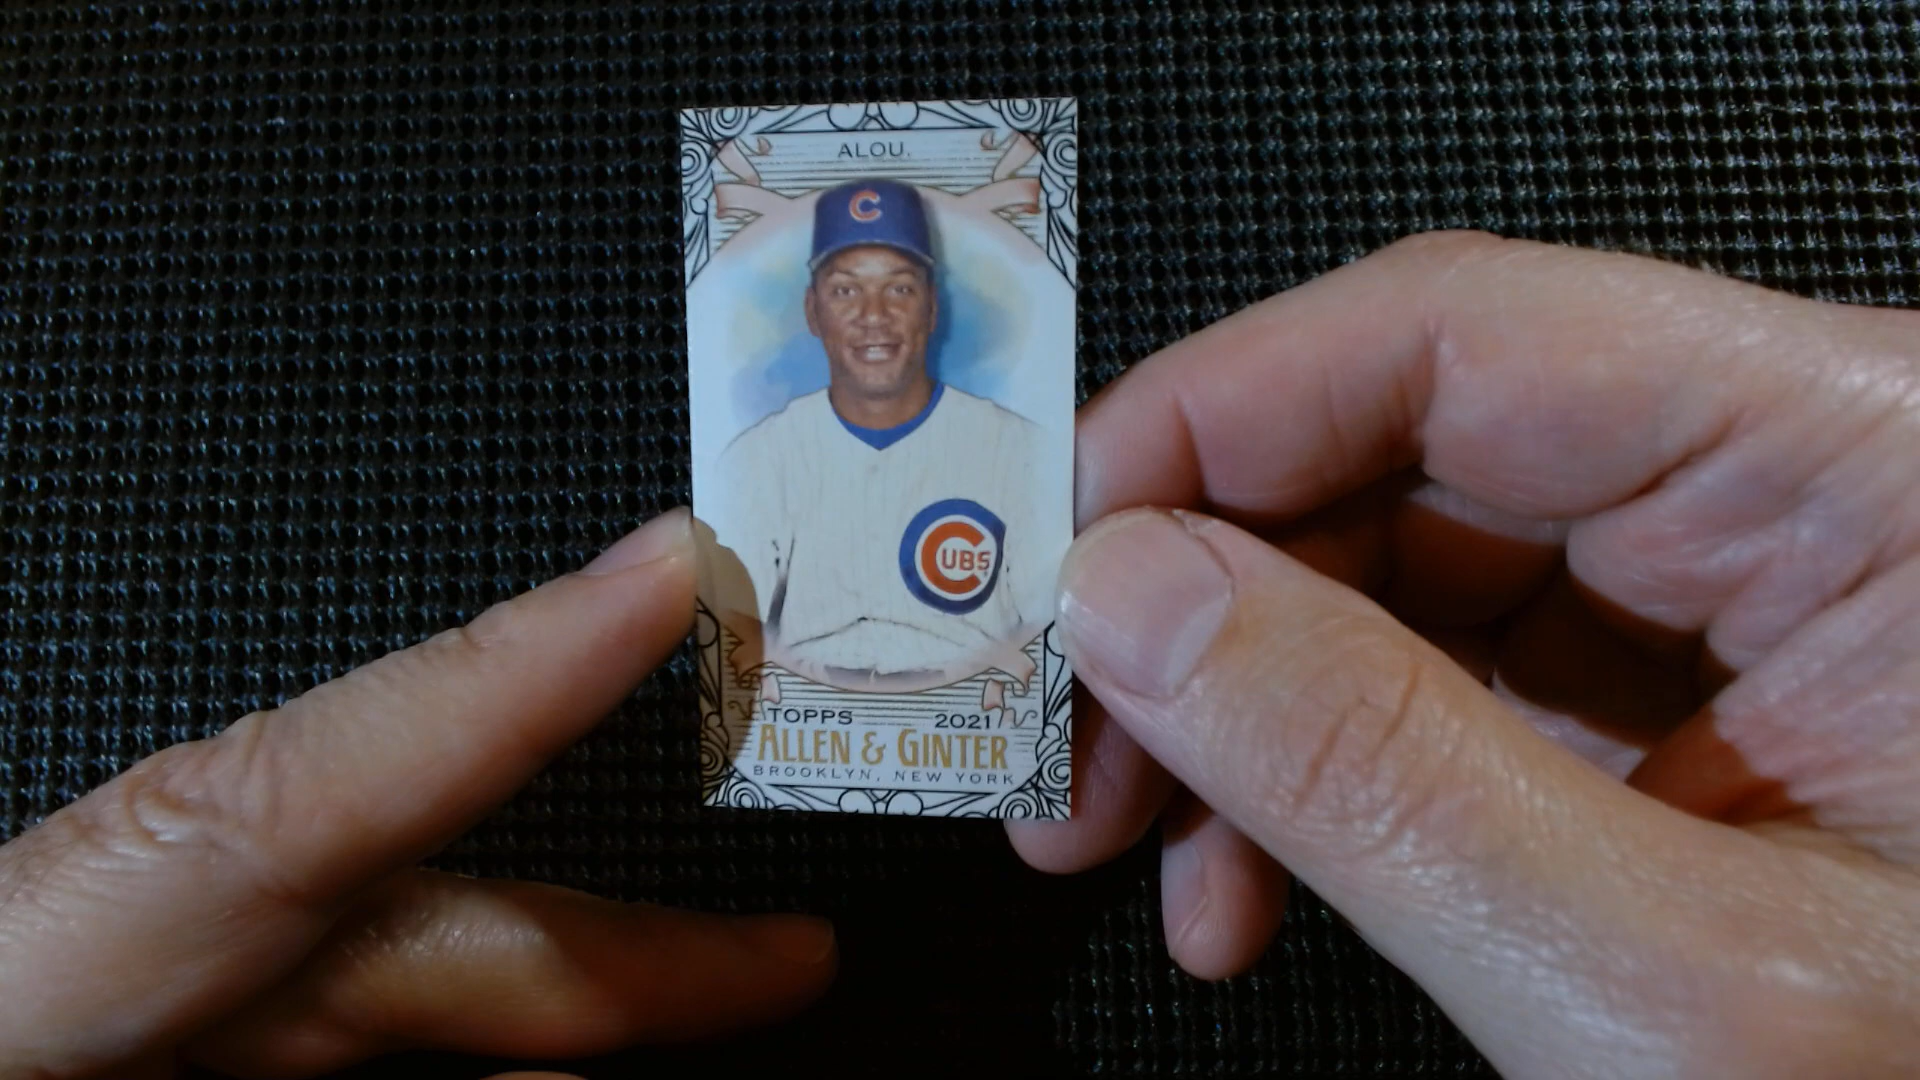 ALOU.
C
CUBS
TOPPS 2021
ALLEN & GINTER
BROOKLYN, NEW YORK